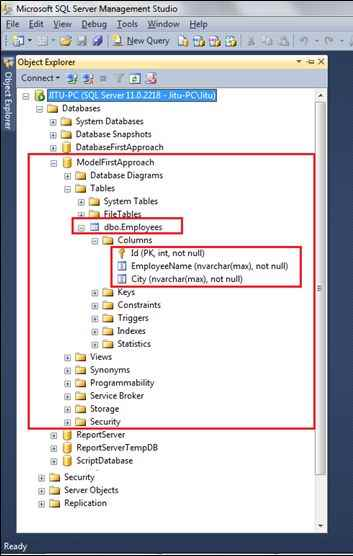 Microsoft SQL Server Management Studio
File Edit View Debug Tools Window Help
New Query
Object Explorer
Object Explorer
Connect
JITU-PC (SQL Server 11.0.2218 - Jitu-PC\Jitu)
Databases
System Databases
Database Snapshots
DatabaseFirstApproach
ModelFirstApproach
Database Diagrams
Tables
System Tables
FileTables
dbo.Employees
Columns
Id (PK, int, not null)
EmployeeName (nvarchar(max), not null)
City (nvarchar(max), not null)
Keys
Constraints
Triggers
Indexes
Statistics
Views
Synonyms
Programmability
Service Broker
Storage
Security
ReportServer
ReportServerTempDB
ScriptDatabase
Security
Server Objects
Replication
Ready